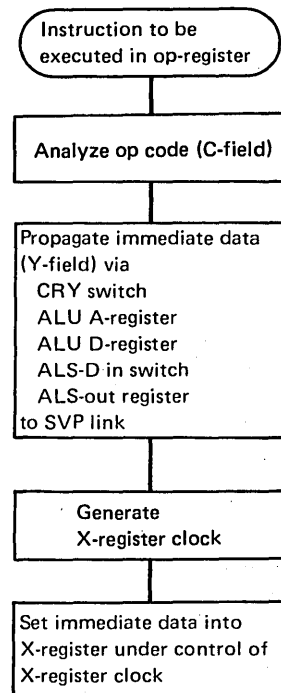 Instruction to be
executed in op-register
Analyze op code (C-field)
Propagate immediate data
(Y-field) via
CRY switch
ALU A-register
ALU D-register
ALS-D in switch
ALS-out register
to SVP link
Generate
X-register clock
Set immediate data into
X-register under control of
X-register clock